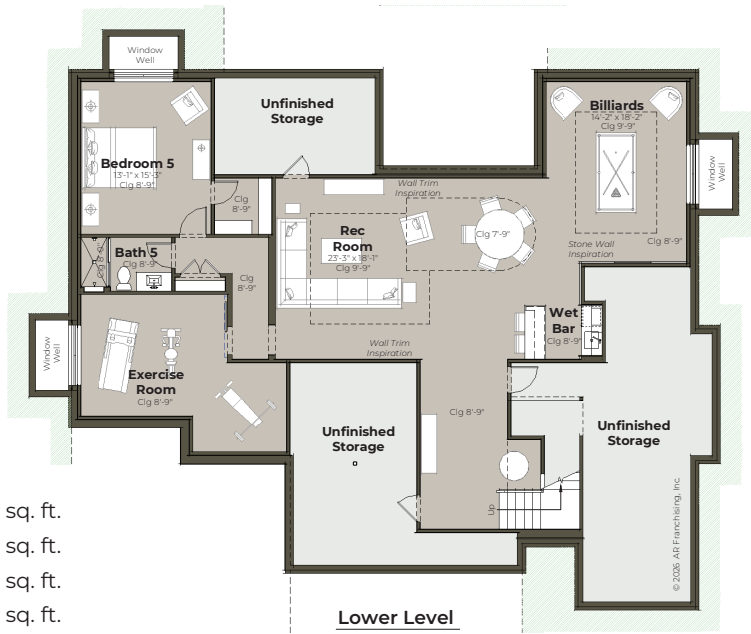 Window
Well
Unfinished
Storage
Billiards
14'-2" x 18'-2"
Clg 9'-9"
Bedroom 5
13'-1" x 15'-3"
Clg 8'-9"
Window
Well
Clg
8'-9"
Wall Trim
Inspiration
Rec
Room
23'-3" x 18'-1"
Clg 9'-9"
Clg 7'-9"
Stone Wall
Inspiration
Clg 8'-9"
Clg 8'-9"
Bath 5
Clg 8'-9"
Clg
8'-9"
Wet
Bar
Clg 8'-9"
Window
Well
Wall Trim
Inspiration
Exercise
Room
Clg 8'-9"
Clg 8'-9"
Unfinished
Storage
Unfinished
Storage
Up
© 2026 AR Franchising, Inc.
sq. ft.
sq. ft.
sq. ft.
sq. ft.
Lower Level